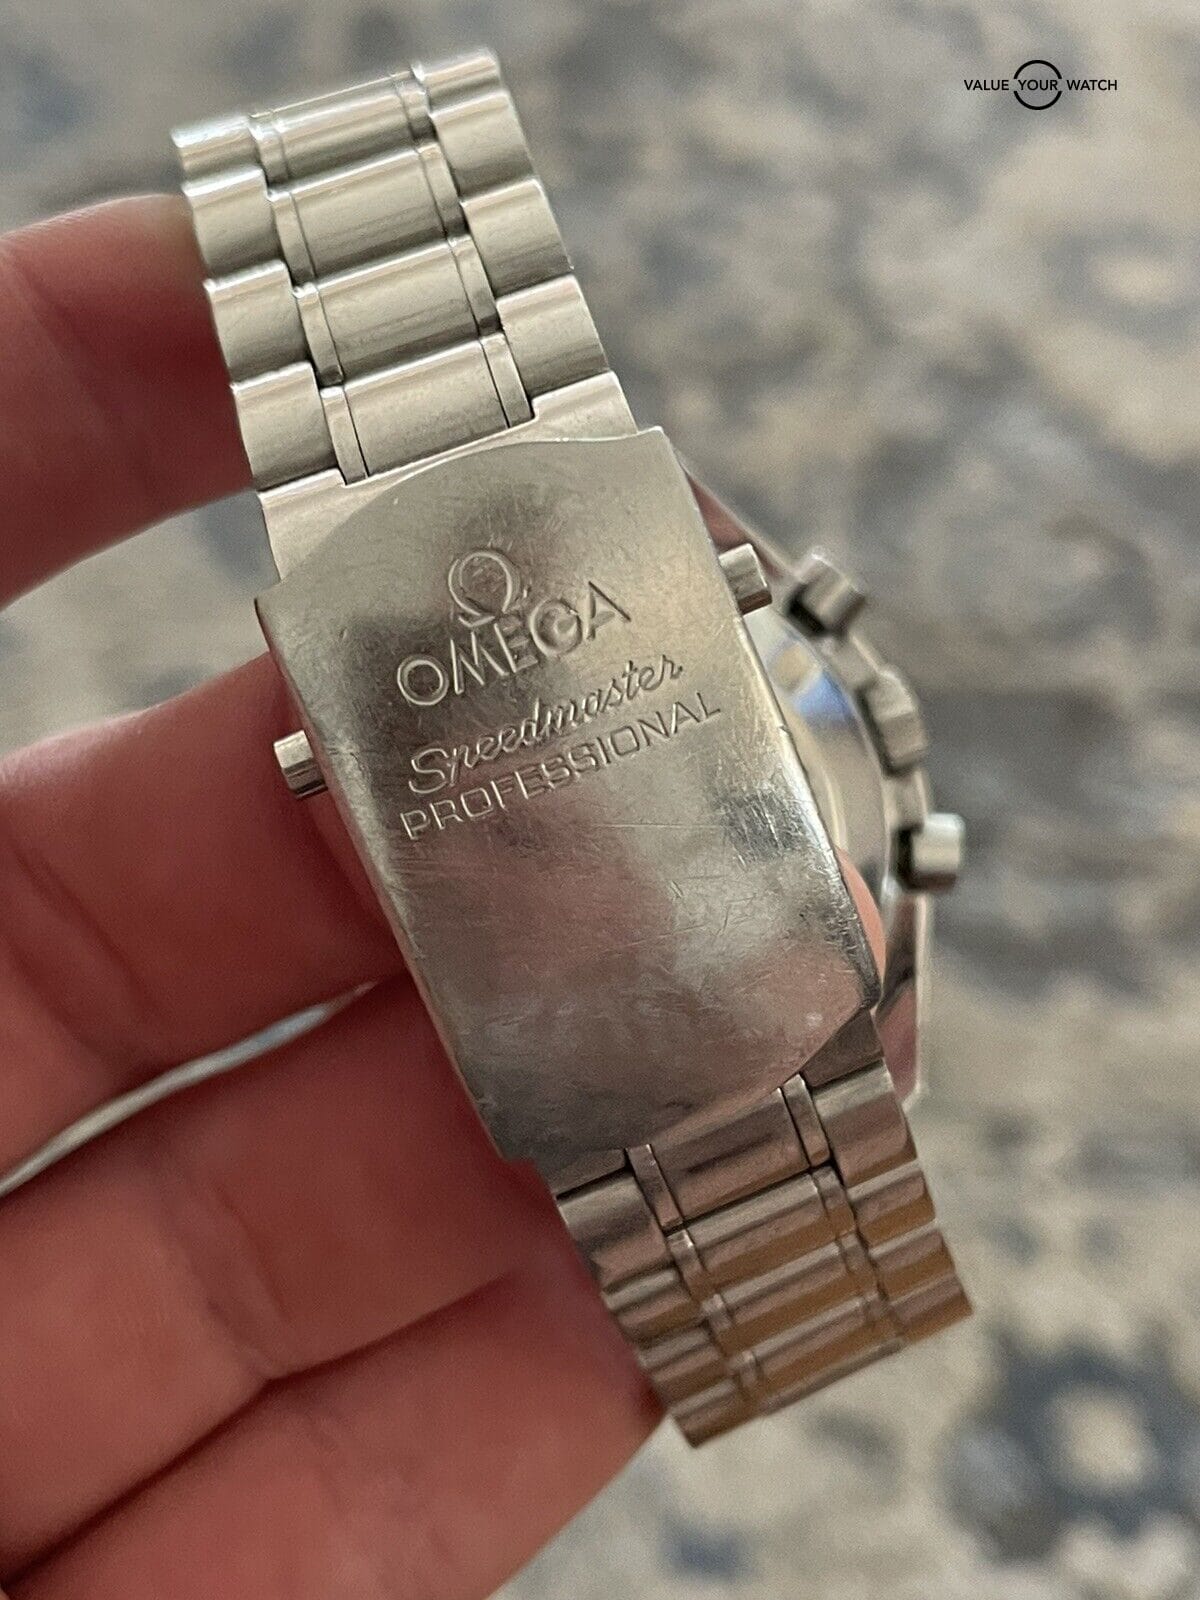 VALUE YOUR WATCH
Ω
OMEGA
Speedmaster
PROFESSIONAL